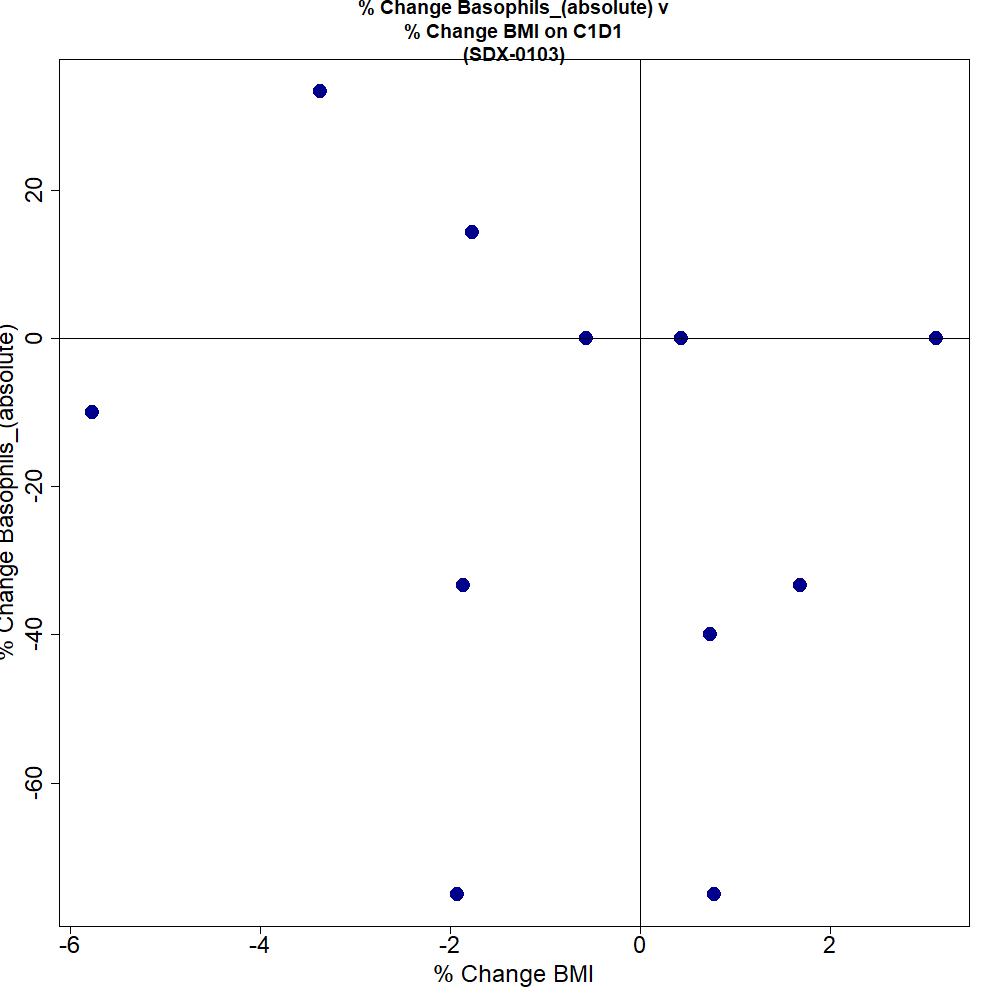 % Change Basophils_(absolute) v
% Change BMI on C1D1
(SDX-0103)
% Change Basophils_(absolute)
20
0
-20
-40
-60
-6
-4
-2
0
2
% Change BMI